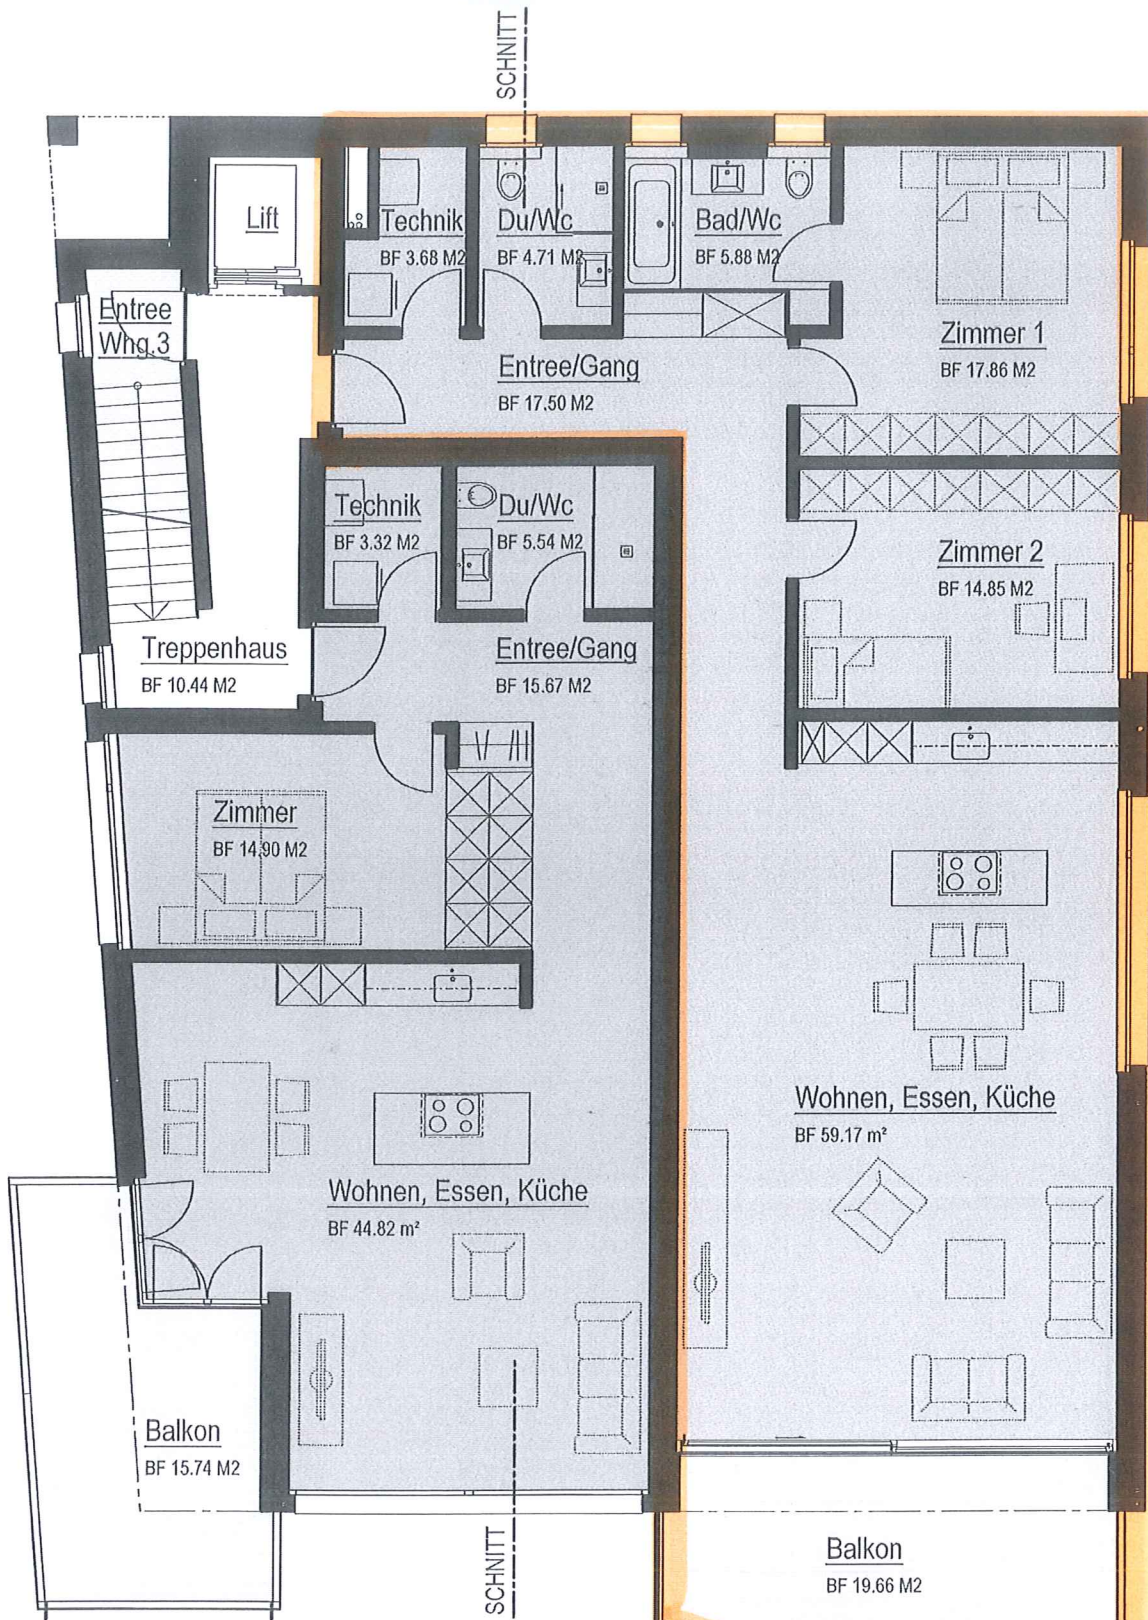 SCHNITT
Lift
Technik
BF 3.68 M2
Du/Wc
BF 4.71 M2
Bad/Wc
BF 5.88 M2
Entree
Whg.3
Zimmer 1
BF 17.86 M2
Entree/Gang
BF 17.50 M2
Technik
BF 3.32 M2
Du/Wc
BF 5.54 M2
Zimmer 2
BF 14.85 M2
Treppenhaus
BF 10.44 M2
Entree/Gang
BF 15.67 M2
Zimmer
BF 14.90 M2
Wohnen, Essen, Küche
BF 59.17 m²
Wohnen, Essen, Küche
BF 44.82 m²
Balkon
BF 15.74 M2
SCHNITT
Balkon
BF 19.66 M2